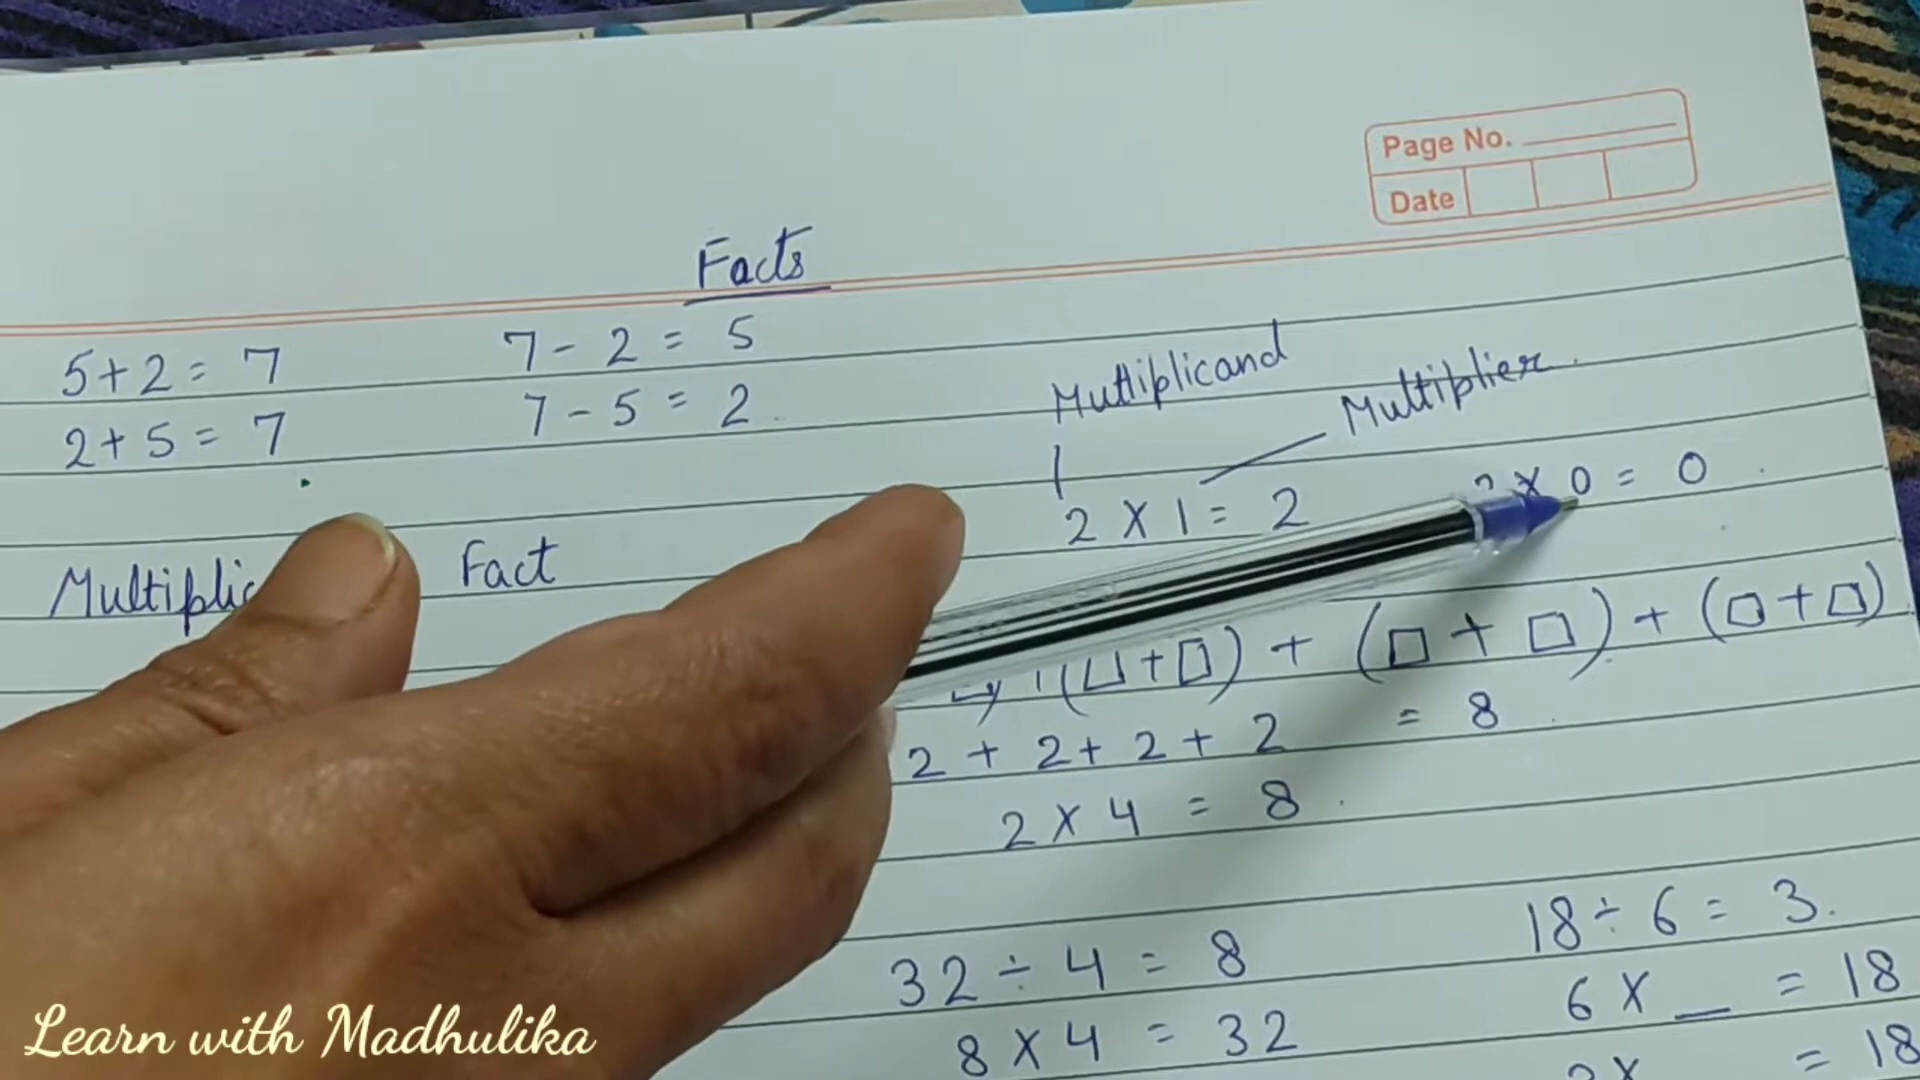 Page No.
Date
Facts
5 + 2 = 7
7 - 2 = 5
2 + 5 = 7
7 - 5 = 2
Multiplicand
Multiplier
2 X 1 = 2
X 0 = 0
Fact
(□ + □) + (□ + □) + (□ + □)
2 + 2 + 2 + 2 = 8
2 X 4 = 8
32 ÷ 4 = 8
18 ÷ 6 = 3
8 X 4 = 32
6 X __ = 18
= 18
Learn with Madhulika